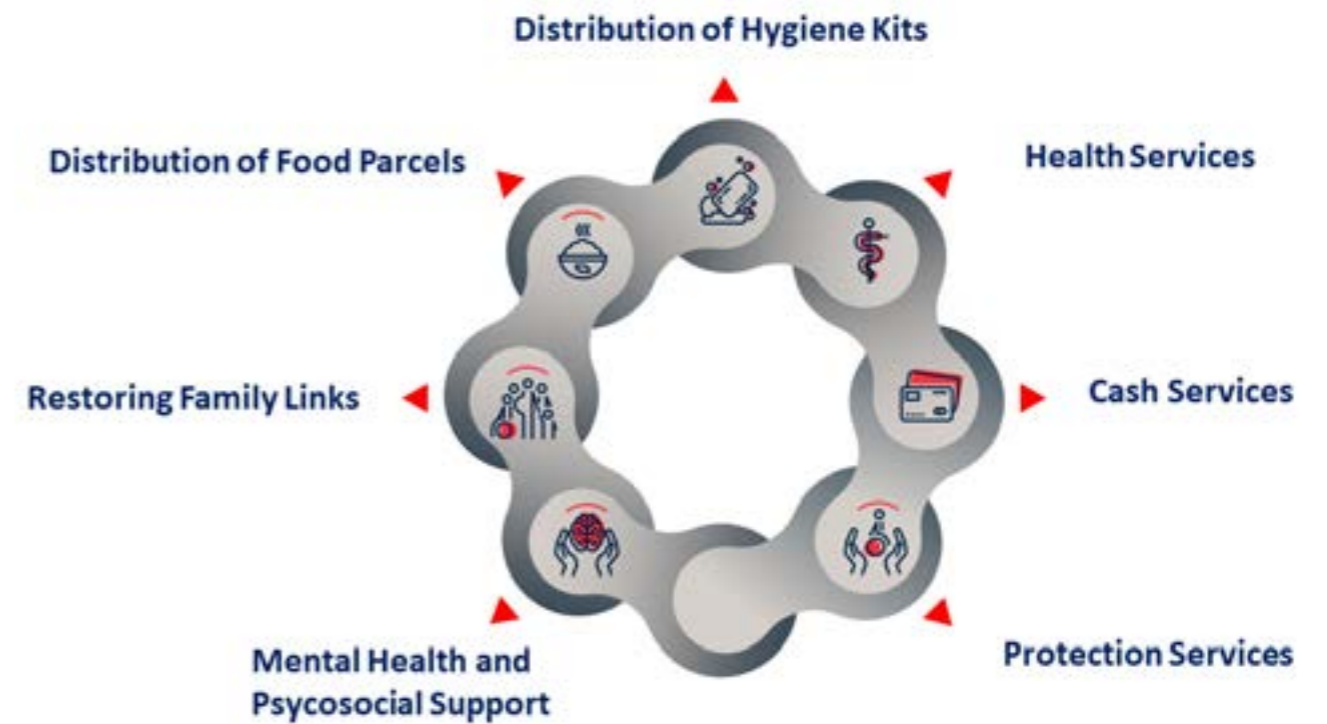 Distribution of Hygiene Kits
Distribution of Food Parcels
Health Services
Restoring Family Links
Cash Services
Mental Health and
Psycosocial Support
Protection Services